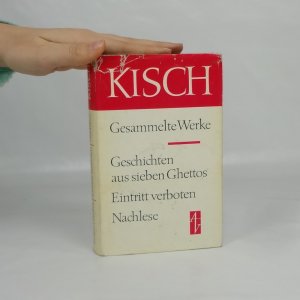 KISCH
Gesammelte Werke
Geschichten
aus sieben Ghettos
Eintritt verboten
Nachlese